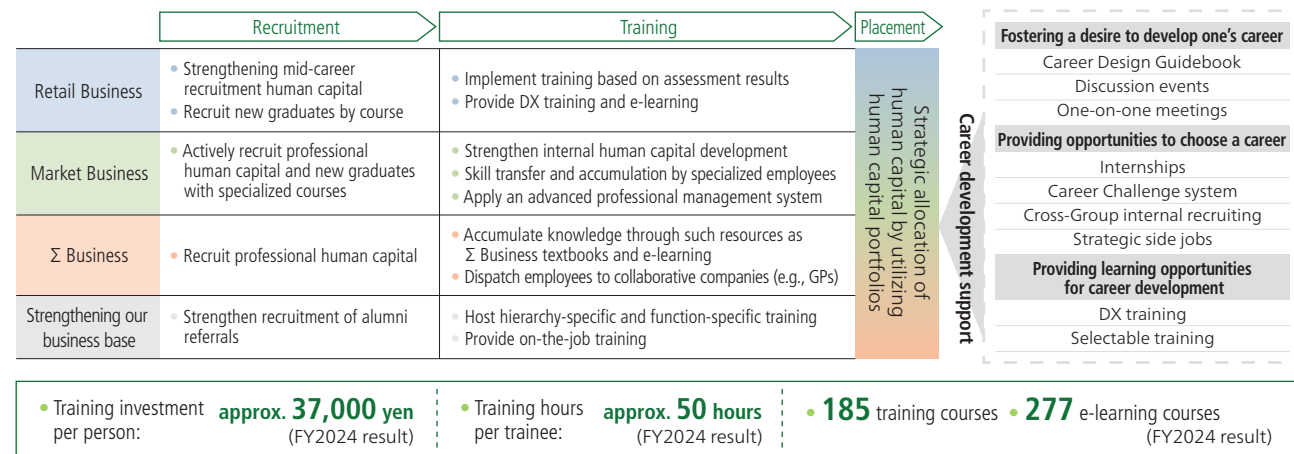 Recruitment
Training
Placement
Retail Business
• Strengthening mid-career
recruitment human capital
• Recruit new graduates by course
• Implement training based on assessment results
• Provide DX training and e-learning
Market Business
• Actively recruit professional
human capital and new graduates
with specialized courses
• Strengthen internal human capital development
• Skill transfer and accumulation by specialized employees
• Apply an advanced professional management system
Σ Business
• Recruit professional human capital
• Accumulate knowledge through such resources as
Σ Business textbooks and e-learning
• Dispatch employees to collaborative companies (e.g., GPs)
Strengthening our
business base
• Strengthen recruitment of alumni
referrals
• Host hierarchy-specific and function-specific training
• Provide on-the-job training
Strategic allocation of
human capital by utilizing
human capital portfolios
Career development support
Fostering a desire to develop one's career
Career Design Guidebook
Discussion events
One-on-one meetings
Providing opportunities to choose a career
Internships
Career Challenge system
Cross-Group internal recruiting
Strategic side jobs
Providing learning opportunities
for career development
DX training
Selectable training
• Training investment
per person:
approx. 37,000 yen
(FY2024 result)
• Training hours
per trainee:
approx. 50 hours
(FY2024 result)
• 185 training courses • 277 e-learning courses
(FY2024 result)